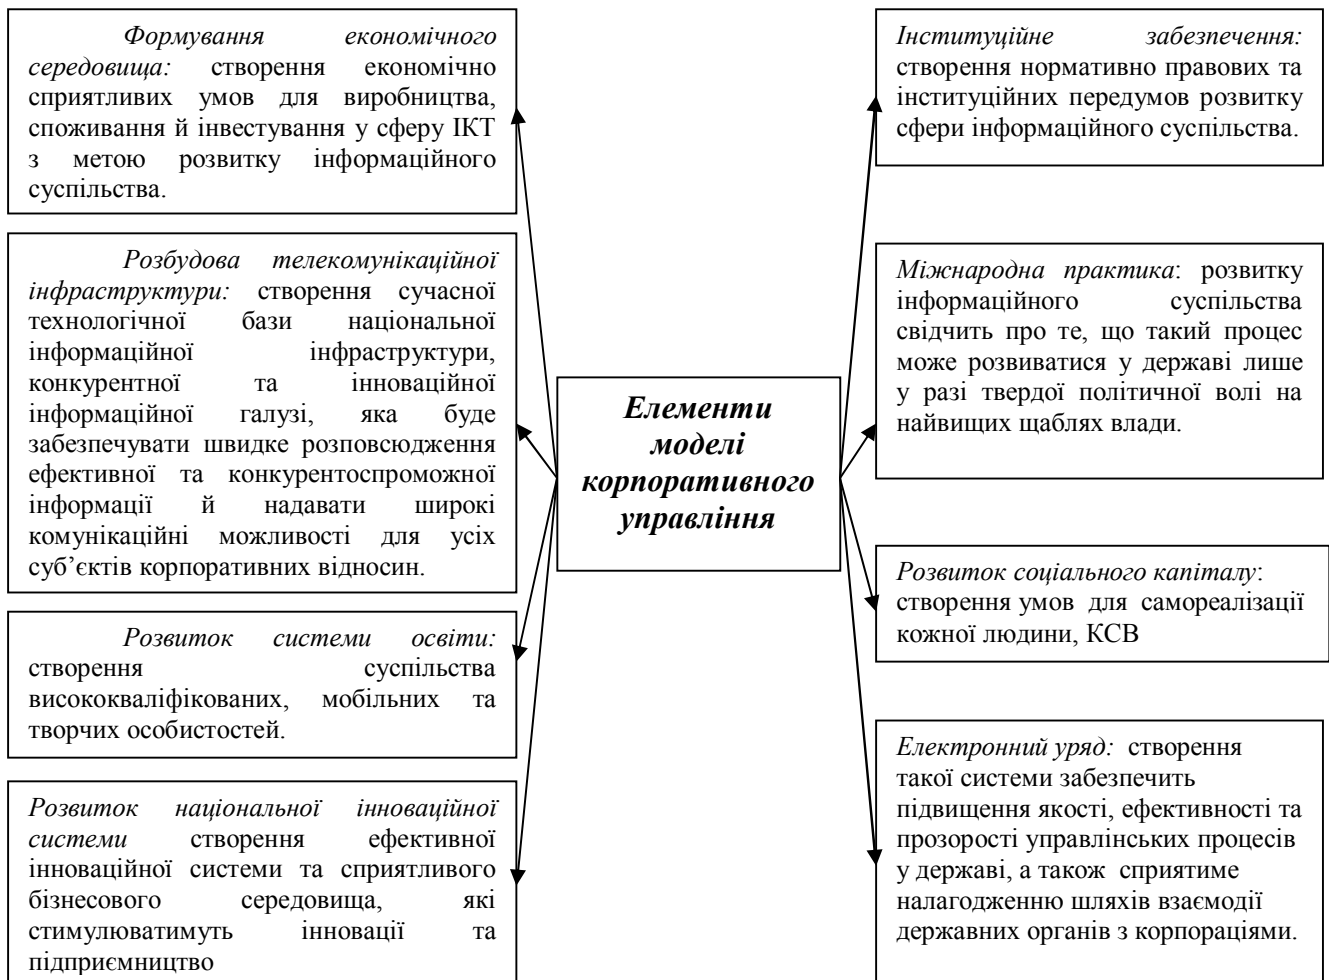 Формування економічного
середовища: створення економічно
сприятливих умов для виробництва,
споживання й інвестування у сферу ІКТ
з метою розвитку інформаційного
суспільства.
Розбудова телекомунікаційної
інфраструктури: створення сучасної
технологічної бази національної
інформаційної інфраструктури,
конкурентної та інноваційної
інформаційної галузі, яка буде
забезпечувати швидке розповсюдження
ефективної та конкурентоспроможної
інформації й надавати широкі
комунікаційні можливості для усіх
суб’єктів корпоративних відносин.
Розвиток системи освіти:
створення суспільства
висококваліфікованих, мобільних та
творчих особистостей.
Розвиток національної інноваційної
системи створення ефективної
інноваційної системи та сприятливого
бізнесового середовища, які
стимулюватимуть інновації та
підприємництво
Елементи
моделі
корпоративного
управління
Інституційне забезпечення:
створення нормативно правових та
інституційних передумов розвитку
сфери інформаційного суспільства.
Міжнародна практика: розвитку
інформаційного суспільства
свідчить про те, що такий процес
може розвиватися у державі лише
у разі твердої політичної волі на
найвищих щаблях влади.
Розвиток соціального капіталу:
створення умов для самореалізації
кожної людини, КСВ
Електронний уряд: створення
такої системи забезпечить
підвищення якості, ефективності та
прозорості управлінських процесів
у державі, а також сприятиме
налагодженню шляхів взаємодії
державних органів з корпораціями.